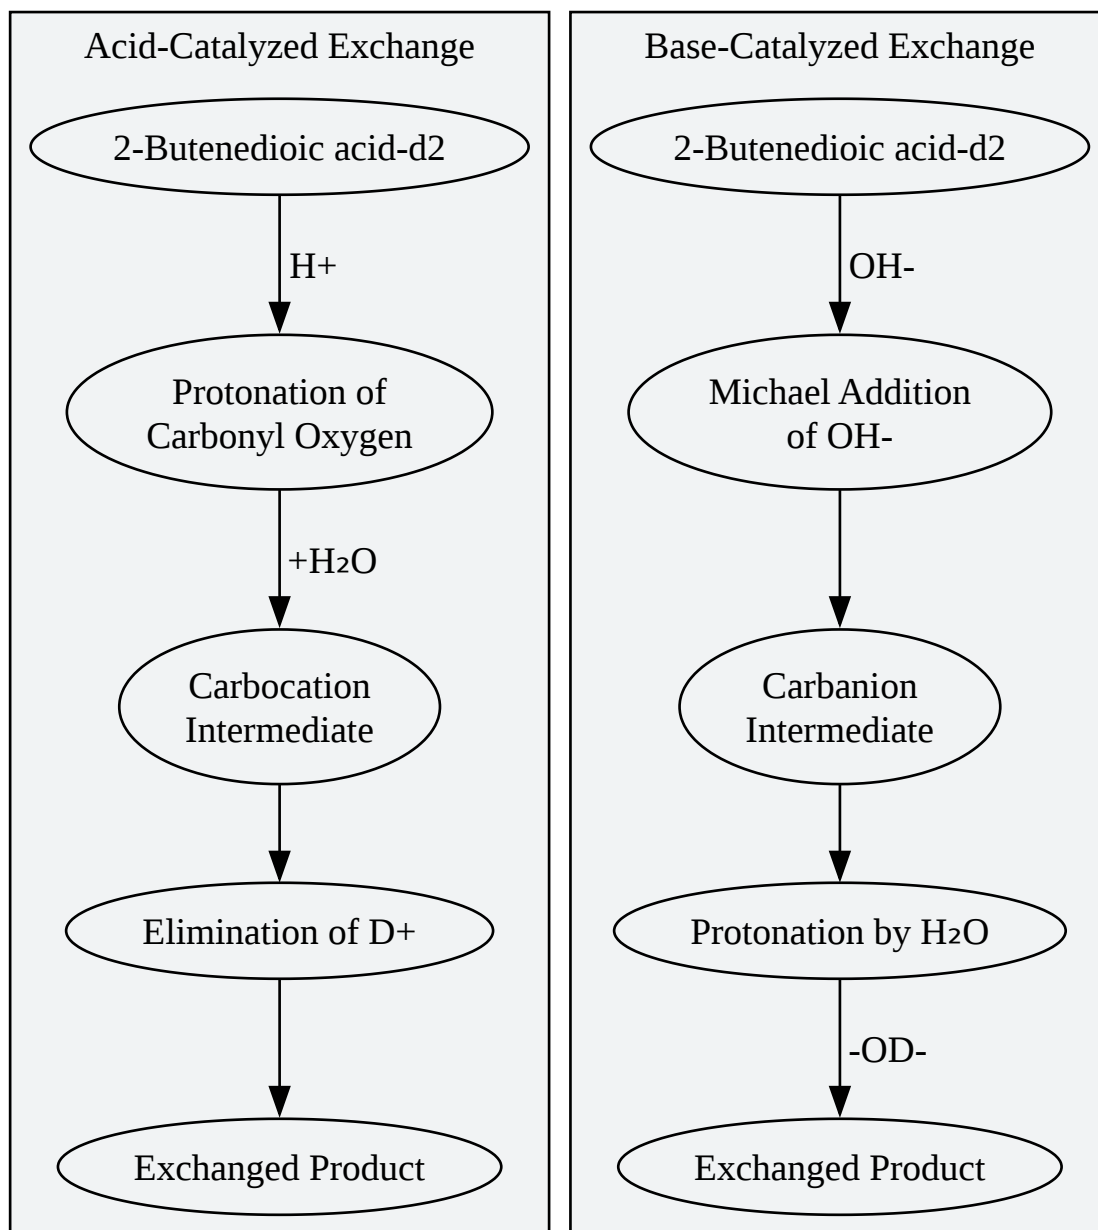 Acid-Catalyzed Exchange
2-Butenedioic acid-d2
H+
Protonation of
Carbonyl Oxygen
+H₂O
Carbocation
Intermediate
Elimination of D+
Exchanged Product
Base-Catalyzed Exchange
2-Butenedioic acid-d2
OH-
Michael Addition
of OH-
Carbanion
Intermediate
Protonation by H₂O
-OD-
Exchanged Product